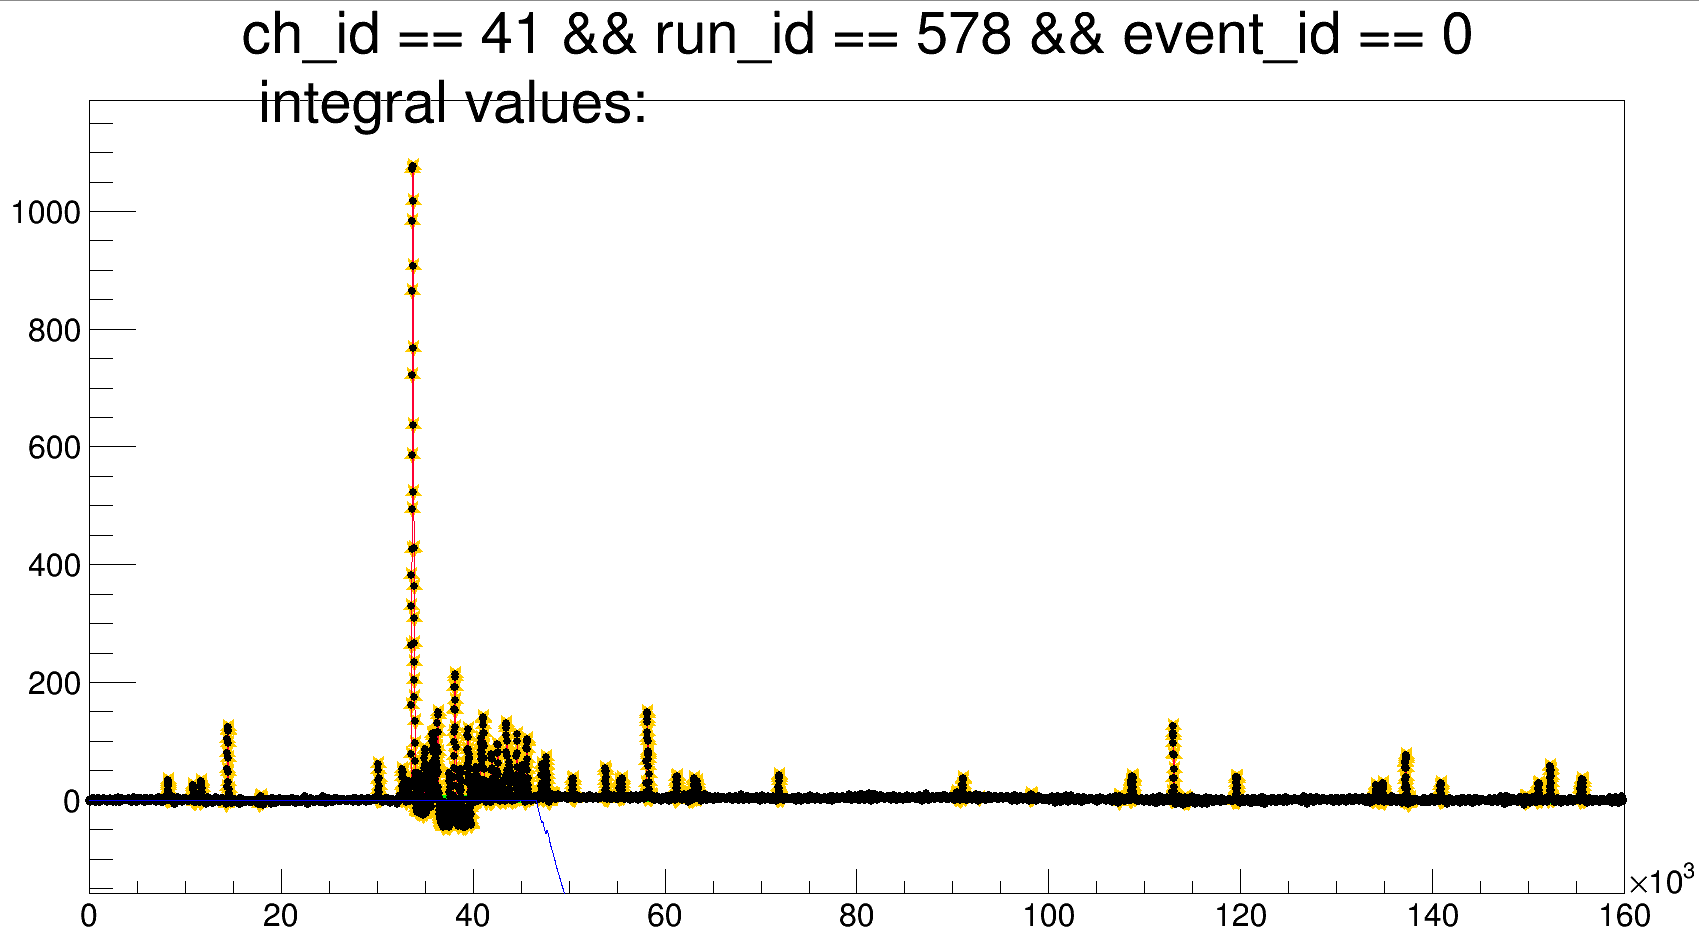 ch_id == 41 && run_id == 578 && event_id == 0
integral values:
1000
800
600
400
200
0
0 20 40 60 80 100 120 140 160
×10³